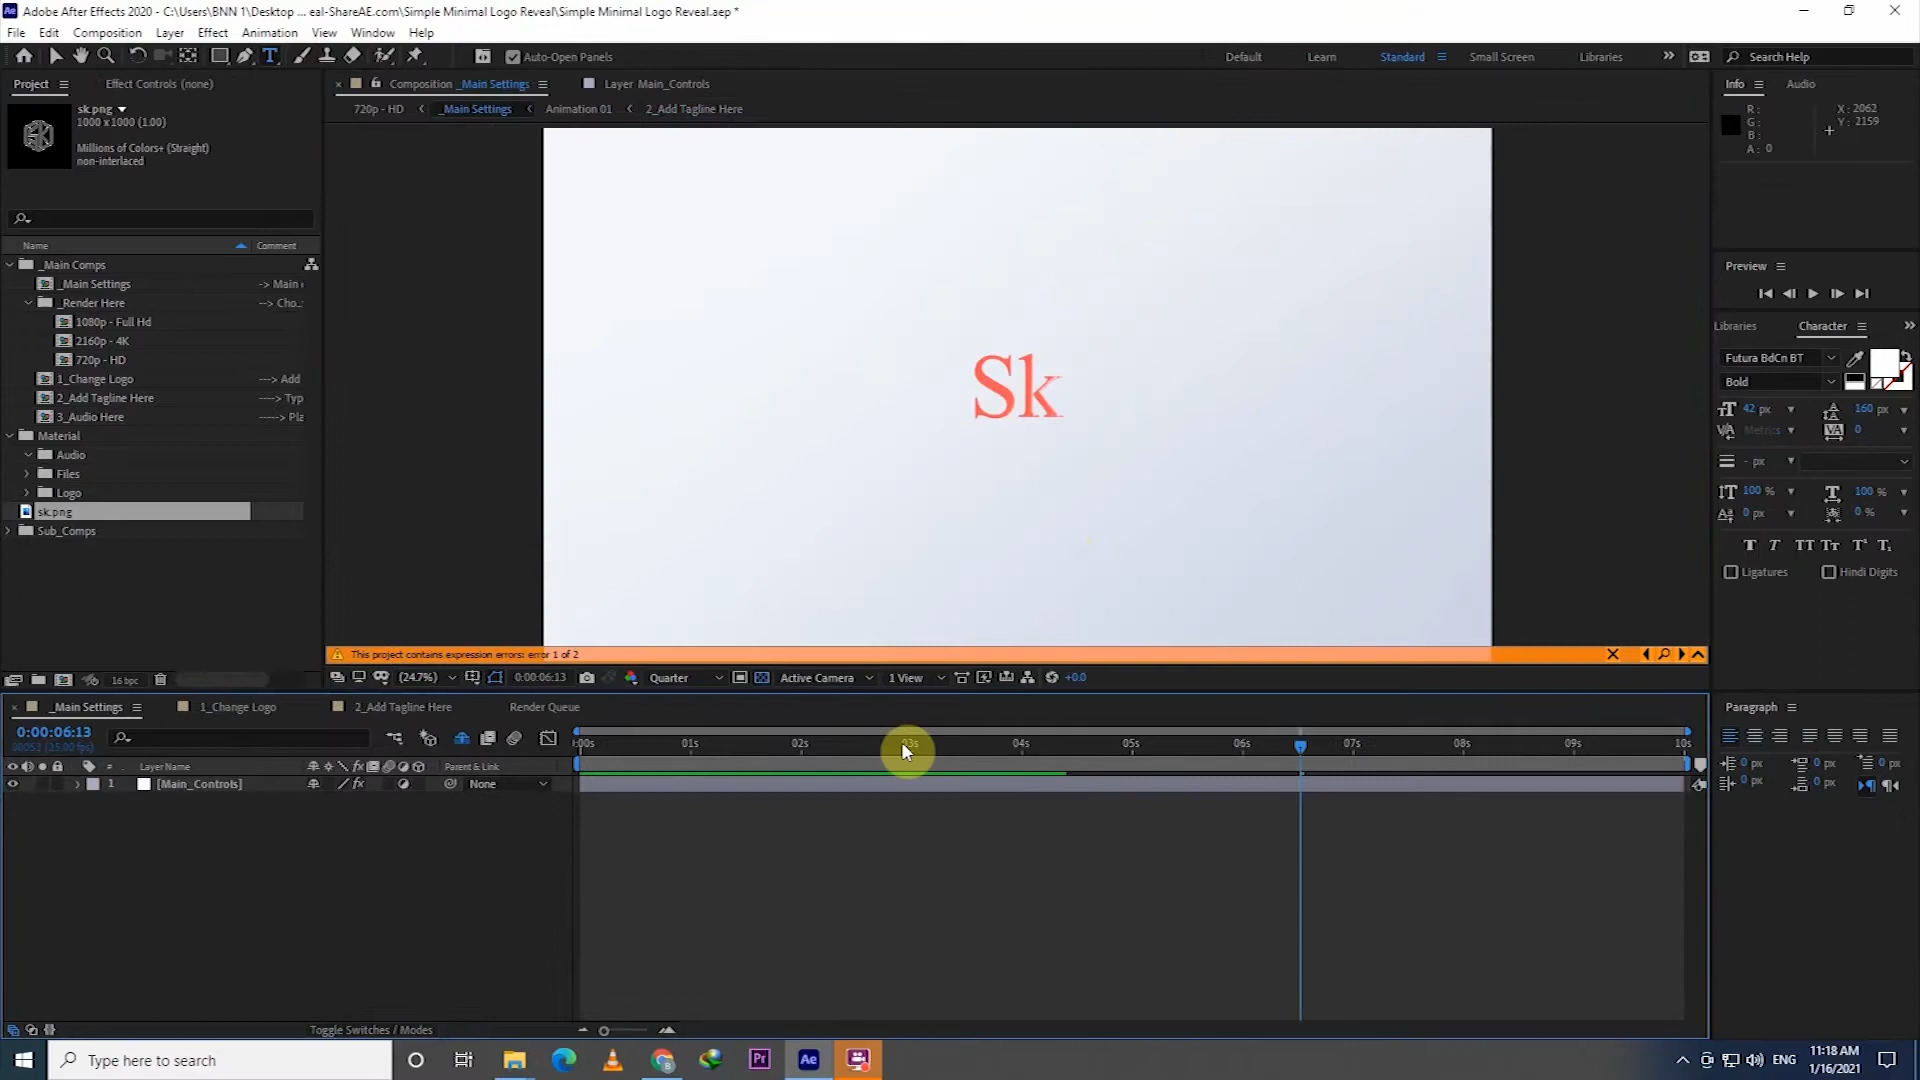 Adobe After Effects 2020 - C:\Users\BNN 1\Desktop ... eal-ShareAE.com\Simple Minimal Logo Reveal\Simple Minimal Logo Reveal.aep *
File Edit Composition Layer Effect Animation View Window Help
Auto-Open Panels Default Learn Standard Small Screen Libraries Search Help
Project Effect Controls (none) Composition _Main Settings Layer Main_Controls Info Audio
sk.png
1000 x 1000 (1.00)
Millions of Colors+ (Straight)
non-interlaced
720p - HD _Main Settings Animation 01 2_Add Tagline Here
R:
G:
B:
A: 0
X: 2062
Y: 2159
Name Comment
_Main Comps
_Main Settings -> Main
_Render Here --> Cho..
1080p - Full Hd
2160p - 4K
720p - HD
1_Change Logo ---> Add
2_Add Tagline Here ----> Typ
3_Audio Here -----> Pla
Material
Audio
Files
Logo
sk.png
Sub_Comps
Sk
Preview
Libraries Character
Futura BdCn BT
Bold
42 px 160 px
Metrics 0
- px
100 % 100 %
0 px 0 %
Ligatures Hindi Digits
This project contains expression errors: error 1 of 2
16 bpc (24.7%) 0:00:06:13 Quarter Active Camera 1 View +0.0
_Main Settings 1_Change Logo 2_Add Tagline Here Render Queue
0:00:06:13
(25.00 fps)
:00s 01s 02s 03s 04s 05s 06s 07s 08s 09s 10s
# Layer Name Parent & Link
1 [Main_Controls] None
Paragraph
0 px 0 px 0 px
0 px 0 px
Toggle Switches / Modes
Type here to search
Pr Ae
ENG
11:18 AM
1/16/2021